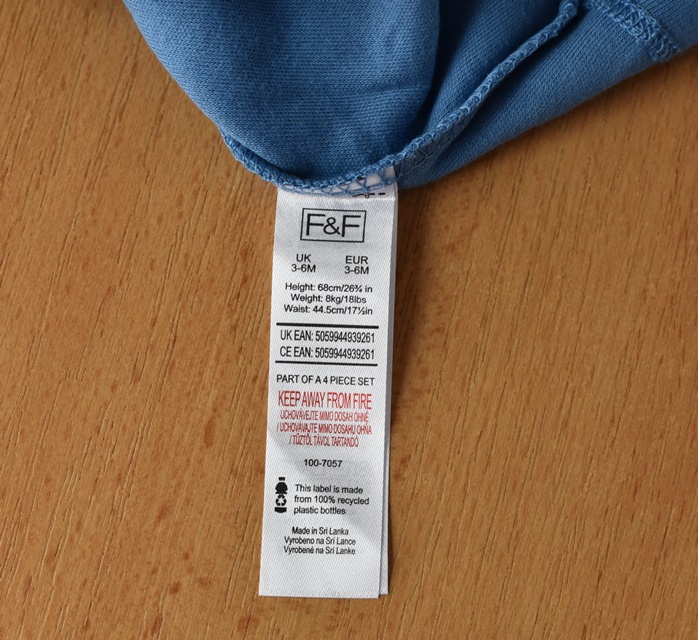 F&F
UK EUR
3-6M 3-6M
Height: 68cm/26¾ in
Weight: 8kg/18lbs
Waist: 44.5cm/17½in
UK EAN: 5059944939261
CE EAN: 5059944939261
PART OF A 4 PIECE SET
KEEP AWAY FROM FIRE
UCHOVÁVEJTE MIMO DOSAH OHNĚ
/ UCHOVÁVAJTE MIMO DOSAHU OHŇA
/ TŰZTŐL TÁVOL TARTANDÓ
100-7057
This label is made
from 100% recycled
plastic bottles
Made in Sri Lanka
Vyrobeno na Srí Lance
Vyrobené na Srí Lanke